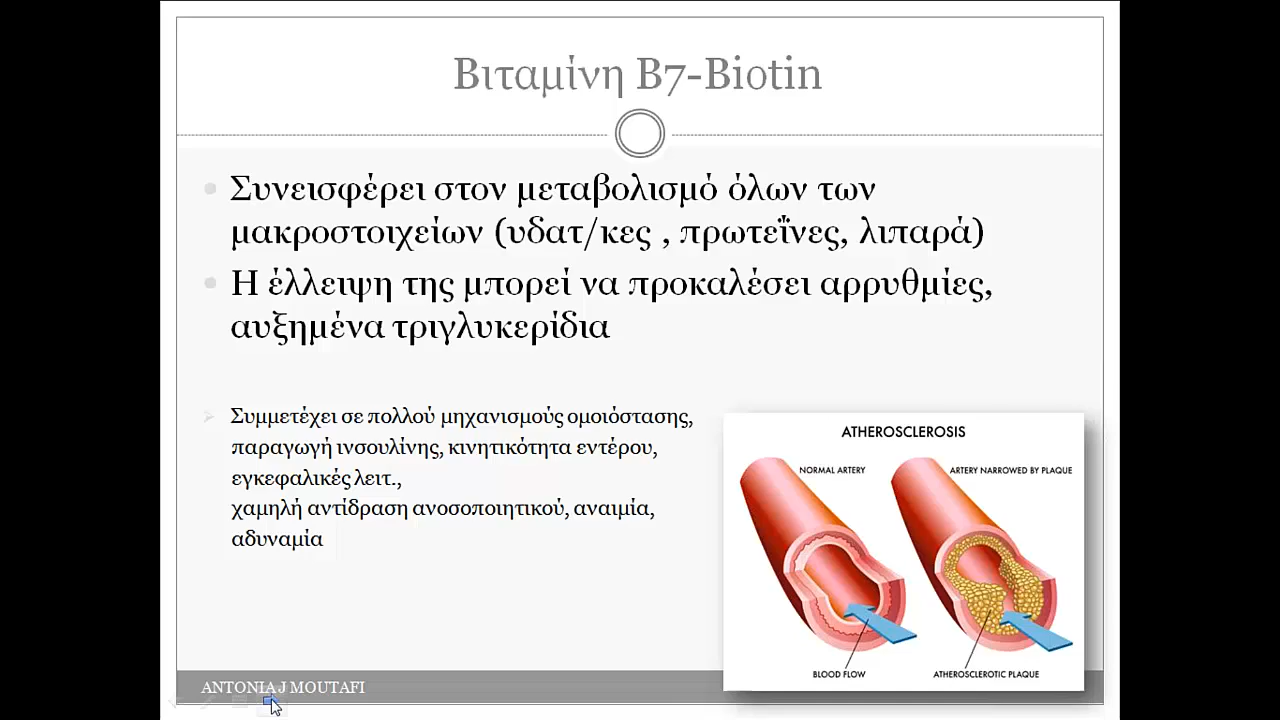 Βιταμίνη B7-Biotin
Συνεισφέρει στον μεταβολισμό όλων των
μακροστοιχείων (υδατ/κες , πρωτεΐνες, λιπαρά)
Η έλλειψη της μπορεί να προκαλέσει αρρυθμίες,
αυξημένα τριγλυκερίδια
Συμμετέχει σε πολλού μηχανισμούς ομοιόστασης,
παραγωγή ινσουλίνης, κινητικότητα εντέρου,
εγκεφαλικές λειτ.,
χαμηλή αντίδραση ανοσοποιητικού, αναιμία,
αδυναμία
ATHEROSCLEROSIS
NORMAL ARTERY
ARTERY NARROWED BY PLAQUE
BLOOD FLOW
ATHEROSCLEROTIC PLAQUE
ANTONIA J MOUTAFI